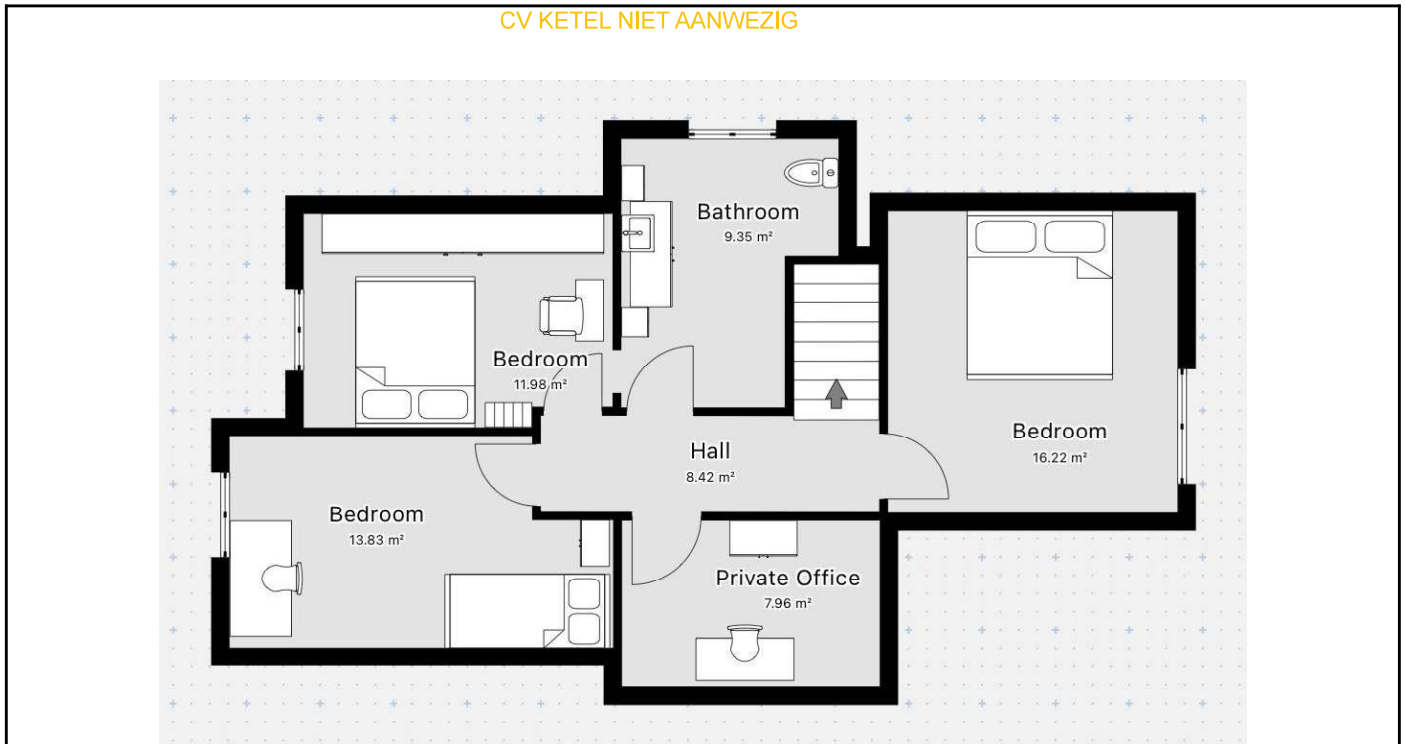 CV KETEL NIET AANWEZIG
Bathroom
9.35 m²
Bedroom
11.98 m²
Bedroom
16.22 m²
Hall
8.42 m²
Bedroom
13.83 m²
Private Office
7.96 m²